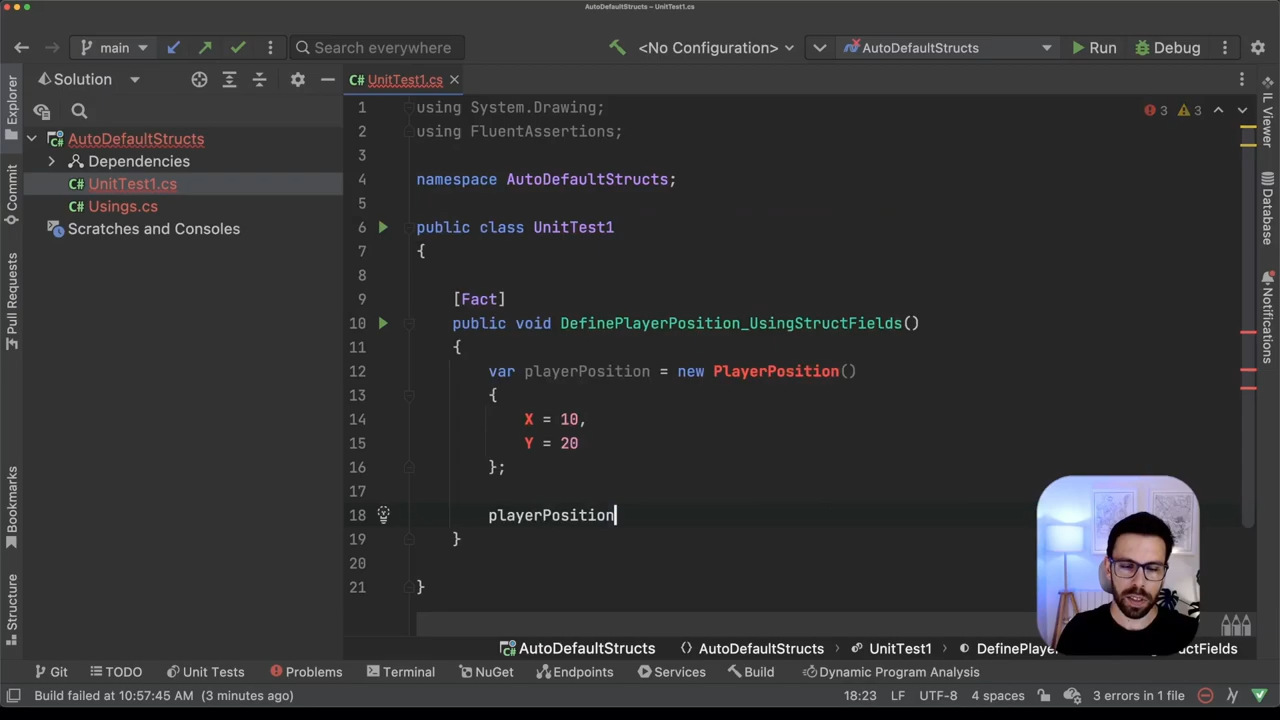 AutoDefaultStructs – UnitTest1.cs
main
Search everywhere
<No Configuration>
AutoDefaultStructs
Run
Debug
Explorer
Commit
Pull Requests
Bookmarks
Structure
Solution
AutoDefaultStructs
Dependencies
C# UnitTest1.cs
C# Usings.cs
Scratches and Consoles
C# UnitTest1.cs
3 3
1 using System.Drawing;
2 using FluentAssertions;
3
4 namespace AutoDefaultStructs;
5
6 public class UnitTest1
7 {
8
9 [Fact]
10 public void DefinePlayerPosition_UsingStructFields()
11 {
12 var playerPosition = new PlayerPosition()
13 {
14 X = 10,
15 Y = 20
16 };
17
18 playerPosition
19 }
20
21 }
IL Viewer
Database
Notifications
C# AutoDefaultStructs AutoDefaultStructs UnitTest1 DefinePlaye structFields
Git TODO Unit Tests Problems Terminal NuGet Endpoints Services Build Dynamic Program Analysis
Build failed at 10:57:45 AM (3 minutes ago) 18:23 LF UTF-8 4 spaces 3 errors in 1 file